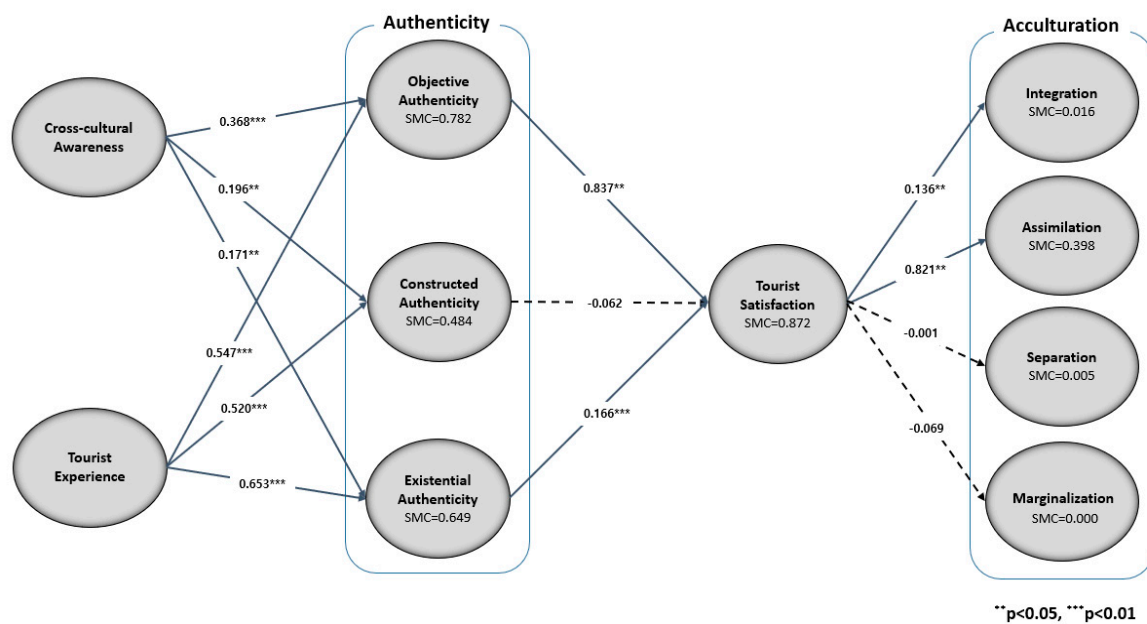 Authenticity
Acculturation
Objective
Authenticity
SMC=0.782
Integration
SMC=0.016
Cross-cultural
Awareness
0.368***
0.196**
0.837**
0.136**
0.171**
Assimilation
SMC=0.398
0.821**
Constructed
Authenticity
SMC=0.484
-0.062
Tourist
Satisfaction
SMC=0.872
-0.001
Separation
SMC=0.005
0.547***
0.520***
0.166***
-0.069
Tourist
Experience
0.653***
Existential
Authenticity
SMC=0.649
Marginalization
SMC=0.000
**p<0.05, ***p<0.01